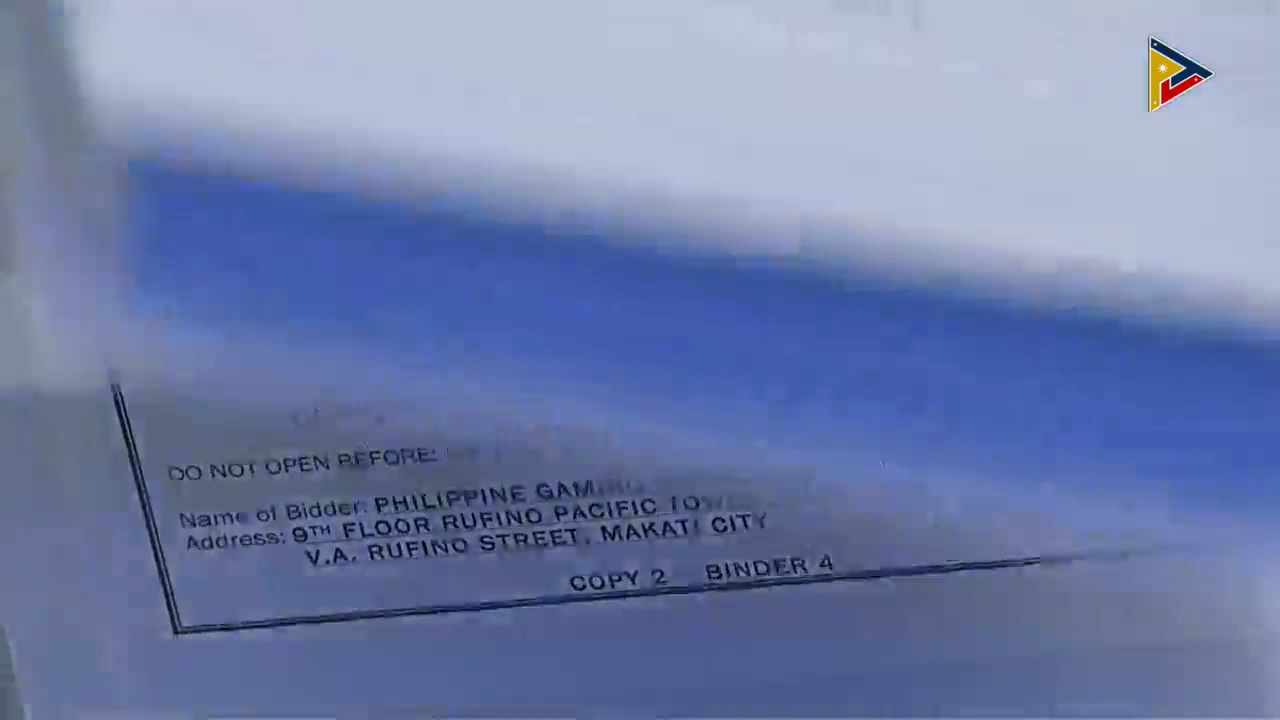 DO NOT OPEN BEFORE:
Name of Bidder: PHILIPPINE GAMING
Address: 9TH FLOOR RUFINO PACIFIC
V.A. RUFINO STREET, MAKATI CITY
COPY 2 BINDER 4